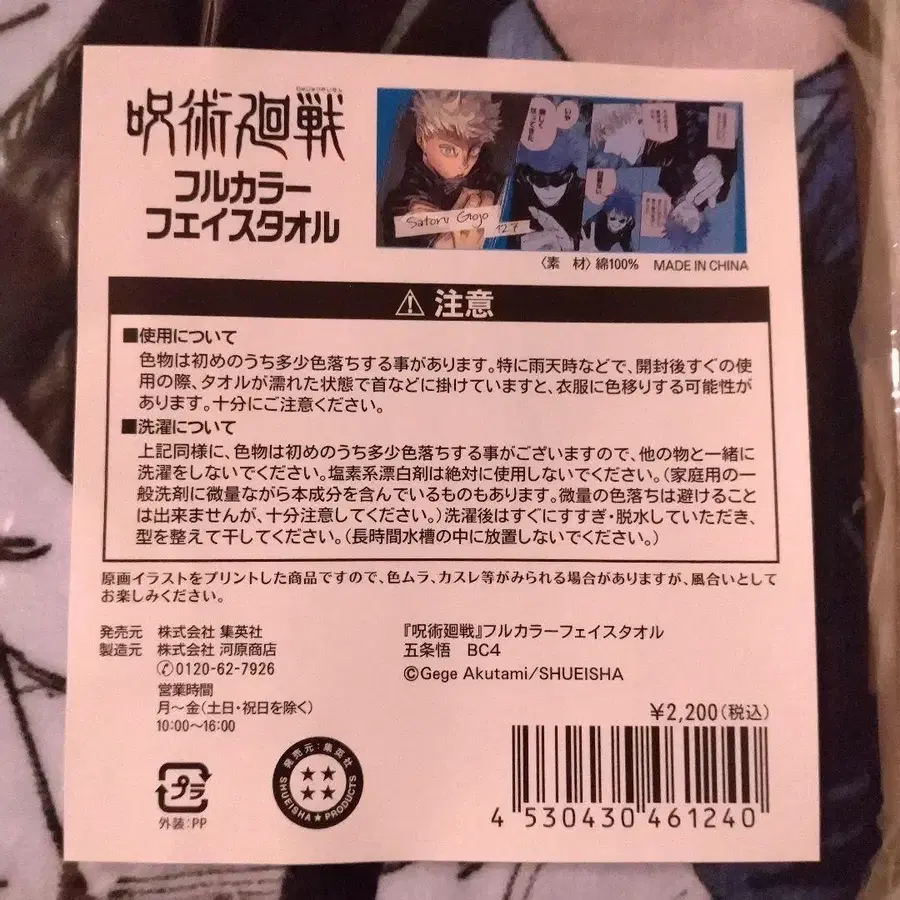 呪術廻戦
じゅじゅつかいせん
フルカラー
フェイスタオル
Satoru Gojo
127
〈素 材〉綿100% MADE IN CHINA
⚠ 注意
■使用について
色物は初めのうち多少色落ちする事があります。特に雨天時などで、開封後すぐの使
用の際、タオルが濡れた状態で首などに掛けていますと、衣服に色移りする可能性が
あります。十分にご注意ください。
■洗濯について
上記同様に、色物は初めのうち多少色落ちする事がございますので、他の物と一緒に
洗濯をしないでください。塩素系漂白剤は絶対に使用しないでください。(家庭用の一
般洗剤に微量ながら本成分を含んでいるものもあります。微量の色落ちは避けること
は出来ませんが、十分注意してください。)洗濯後はすぐにすすぎ・脱水していただき、
型を整えて干してください。(長時間水槽の中に放置しないでください。)
原画イラストをプリントした商品ですので、色ムラ、カスレ等がみられる場合がありますが、風合いとして
お楽しみください。
発売元 株式会社 集英社
製造元 株式会社 河原商店
✆0120-62-7926
営業時間
月〜金(土日・祝日を除く)
10:00〜16:00
『呪術廻戦』フルカラーフェイスタオル
五条悟 BC4
©Gege Akutami/SHUEISHA
¥2,200(税込)
プラ
外装:PP
発売元:集英社
SHUEISHA★PRODUCTS
4 530430 461240